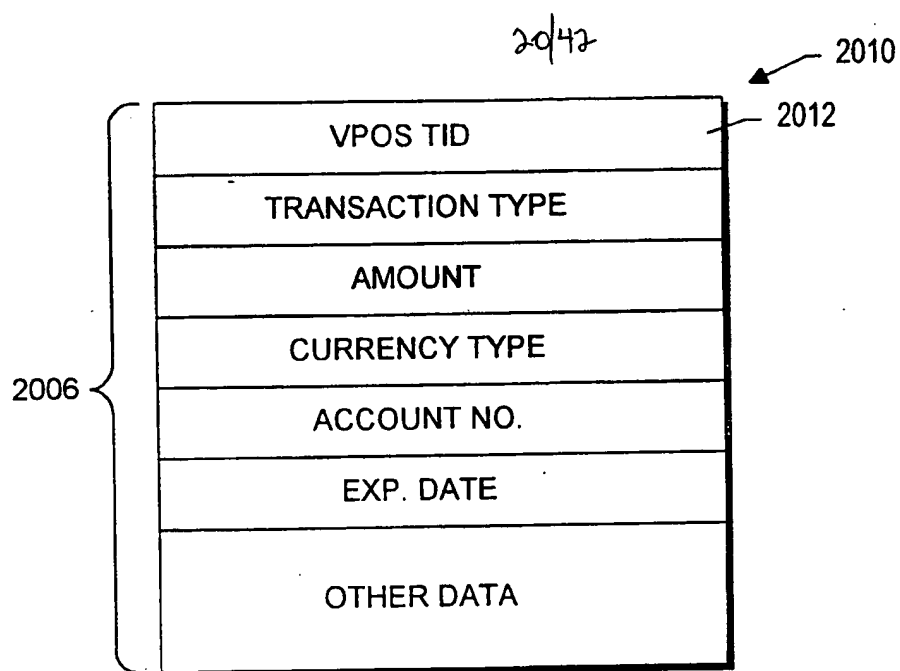 20/42
2010
VPOS TID
2012
TRANSACTION TYPE
AMOUNT
CURRENCY TYPE
2006
ACCOUNT NO.
EXP. DATE
OTHER DATA